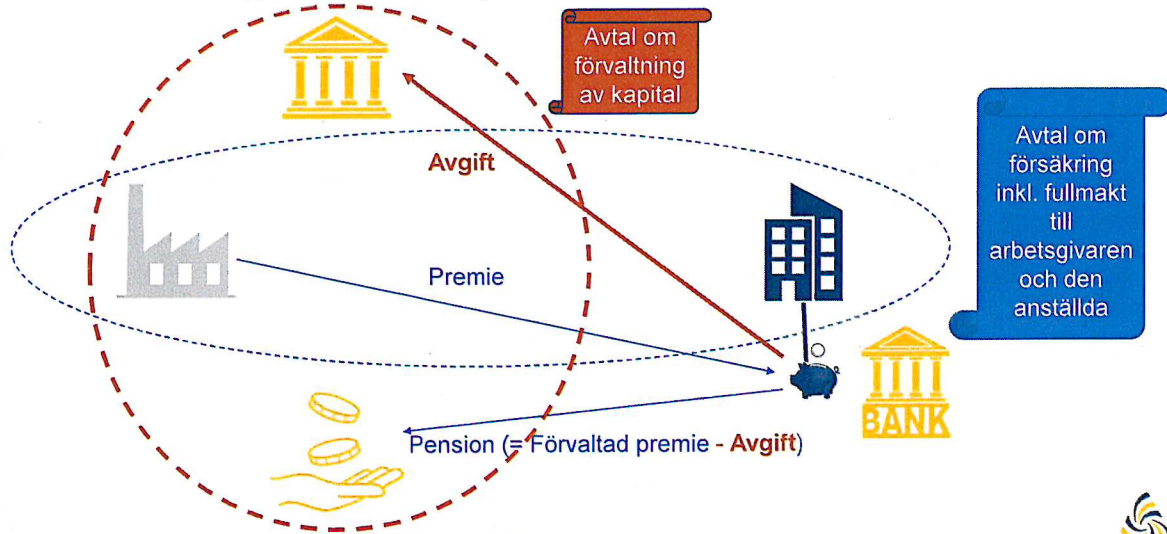 Avtal om
förvaltning
av kapital
Avgift
Avtal om
försäkring
inkl. fullmakt
till
arbetsgivaren
och den
anställda
Premie
BANK
Pension (= Förvaltad premie - Avgift)